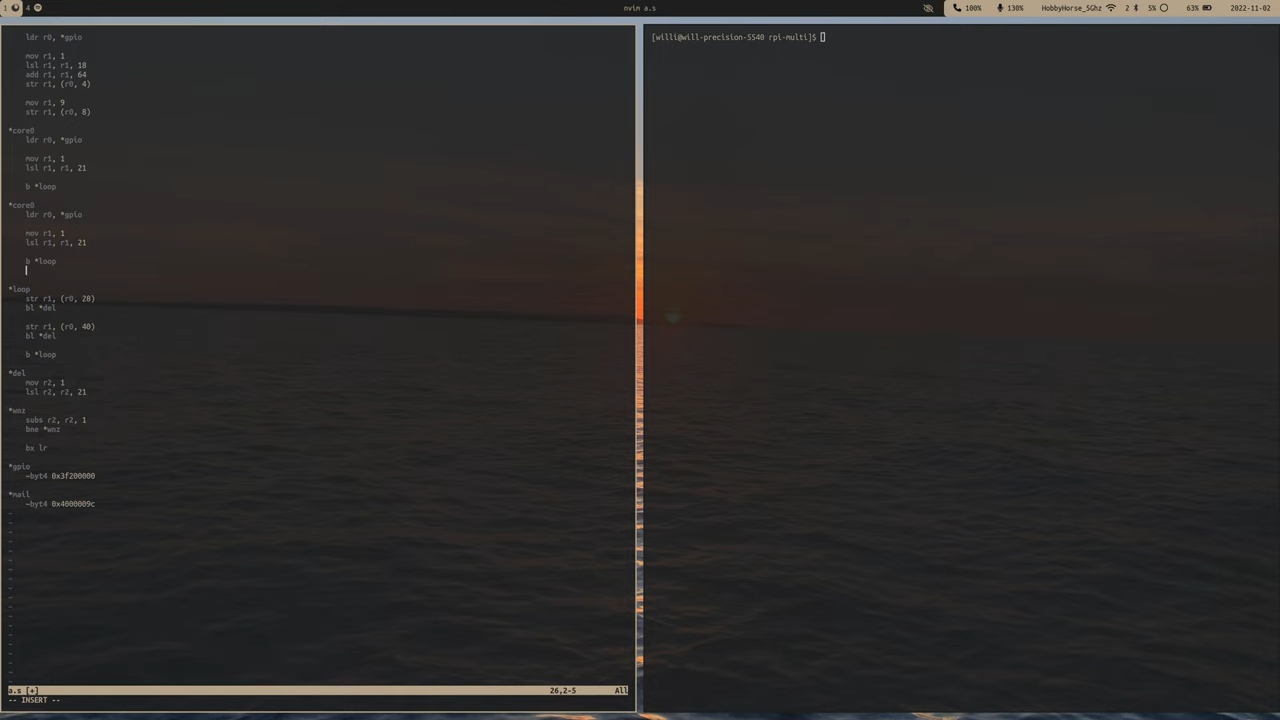 1 4 nvim a.s 100% 130% HobbyHorse_5Ghz 2 5% 63% 2022-11-02
ldr r0, *gpio
mov r1, 1
lsl r1, r1, 18
add r1, r1, 64
str r1, (r0, 4)
mov r1, 9
str r1, (r0, 8)
*core0
ldr r0, *gpio
mov r1, 1
lsl r1, r1, 21
b *loop
*core0
ldr r0, *gpio
mov r1, 1
lsl r1, r1, 21
b *loop
*loop
str r1, (r0, 28)
bl *del
str r1, (r0, 40)
bl *del
b *loop
*del
mov r2, 1
lsl r2, r2, 21
*wnz
subs r2, r2, 1
bne *wnz
bx lr
*gpio
~byt4 0x3f200000
*mail
~byt4 0x4000009c
a.s [+] 26,2-5 All
-- INSERT --
[willi@will-precision-5540 rpi-multi]$